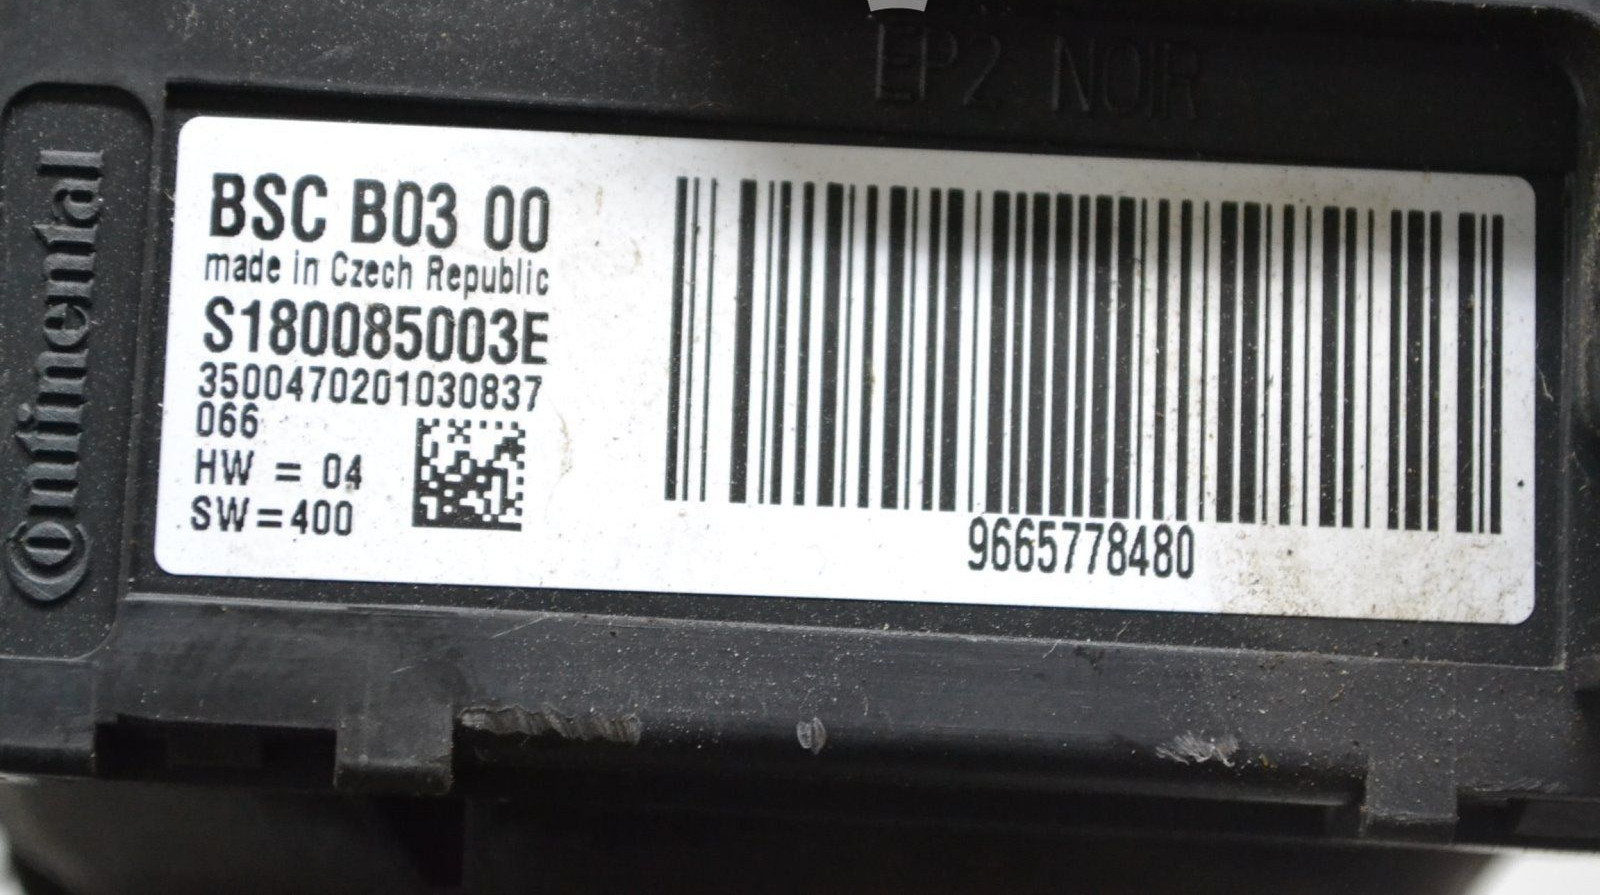 EP2 NOIR
Continental
BSC B03 00
made in Czech Republic
S180085003E
3500470201030837
066
HW = 04
SW=400
9665778480